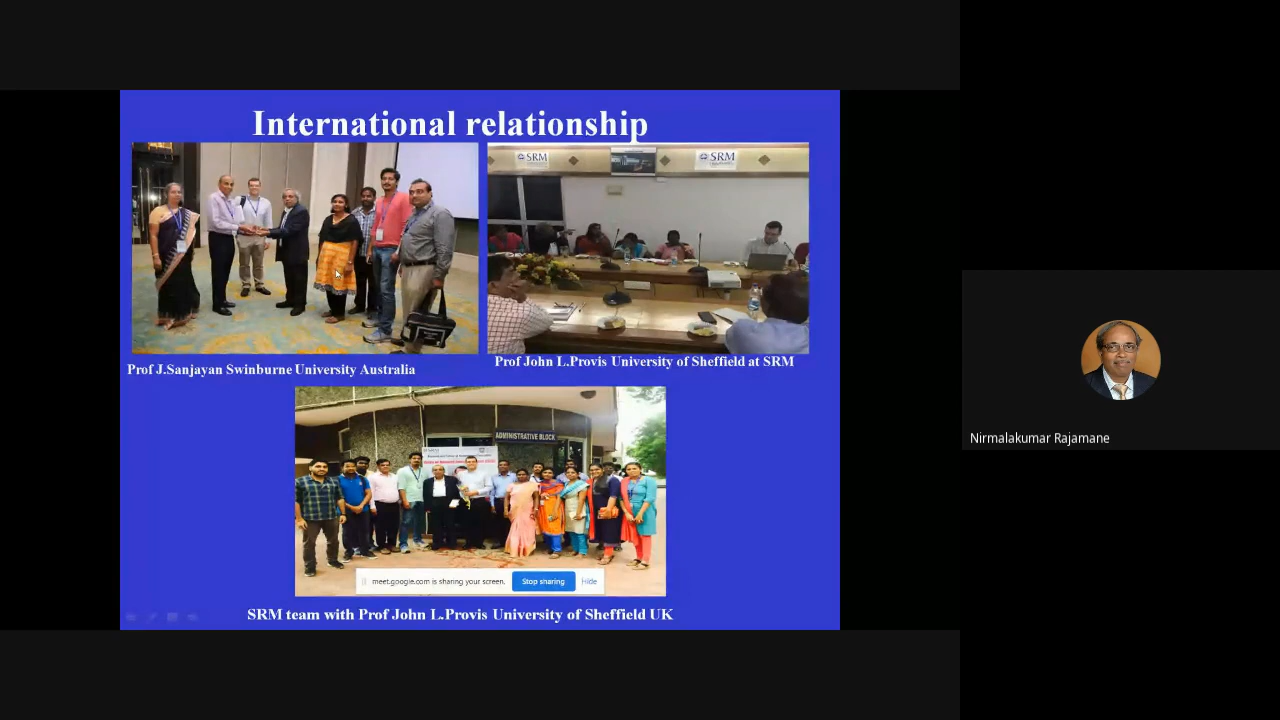 International relationship
SRM
SRM
Prof J.Sanjayan Swinburne University Australia
Prof John L.Provis University of Sheffield at SRM
ADMINISTRATIVE BLOCK
meet.google.com is sharing your screen.
Stop sharing
Hide
SRM team with Prof John L.Provis University of Sheffield UK
Nirmalakumar Rajamane